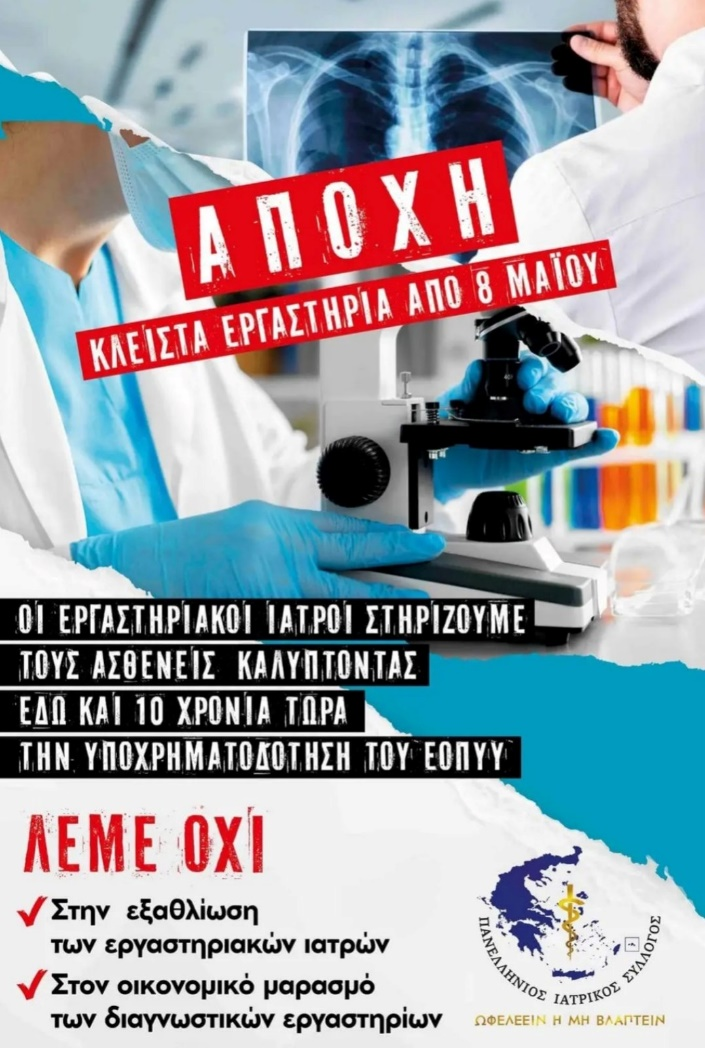 ΑΠΟΧΗ
ΚΛΕΙΣΤΑ ΕΡΓΑΣΤΗΡΙΑ ΑΠΟ 8 ΜΑΪΟΥ
ΟΙ ΕΡΓΑΣΤΗΡΙΑΚΟΙ ΙΑΤΡΟΙ ΣΤΗΡΙΖΟΥΜΕ
ΤΟΥΣ ΑΣΘΕΝΕΙΣ ΚΑΛΥΠΤΟΝΤΑΣ
ΕΔΩ ΚΑΙ 10 ΧΡΟΝΙΑ ΤΩΡΑ
ΤΗΝ ΥΠΟΧΡΗΜΑΤΟΔΟΤΗΣΗ ΤΟΥ ΕΟΠΥΥ
ΛΕΜΕ ΟΧΙ
Στην εξαθλίωση
των εργαστηριακών ιατρών
Στον οικονομικό μαρασμό
των διαγνωστικών εργαστηρίων
ΠΑΝΕΛΛΗΝΙΟΣ ΙΑΤΡΙΚΟΣ ΣΥΛΛΟΓΟΣ
ΩΦΕΛΕΕΙΝ Η ΜΗ ΒΛΑΠΤΕΙΝ